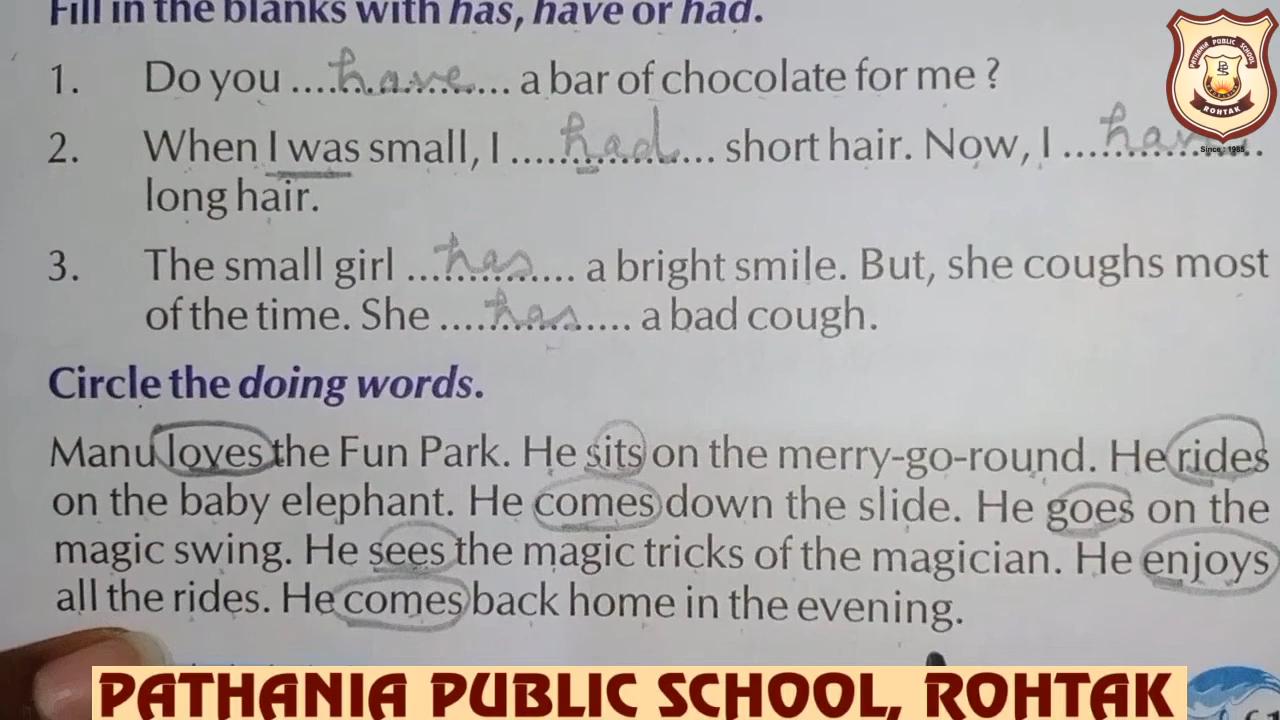 Fill in the blanks with has, have or had.
1. Do you ....have.... a bar of chocolate for me ?
2. When I was small, I ....had.... short hair. Now, I ....
long hair.
3. The small girl ....has.... a bright smile. But, she coughs most
of the time. She ....has.... a bad cough.
Circle the doing words.
Manu loves the Fun Park. He sits on the merry-go-round. He rides
on the baby elephant. He comes down the slide. He goes on the
magic swing. He sees the magic tricks of the magician. He enjoys
all the rides. He comes back home in the evening.
PATHANIA PUBLIC SCHOOL
ROHTAK
Since : 1985
PATHANIA PUBLIC SCHOOL, ROHTAK